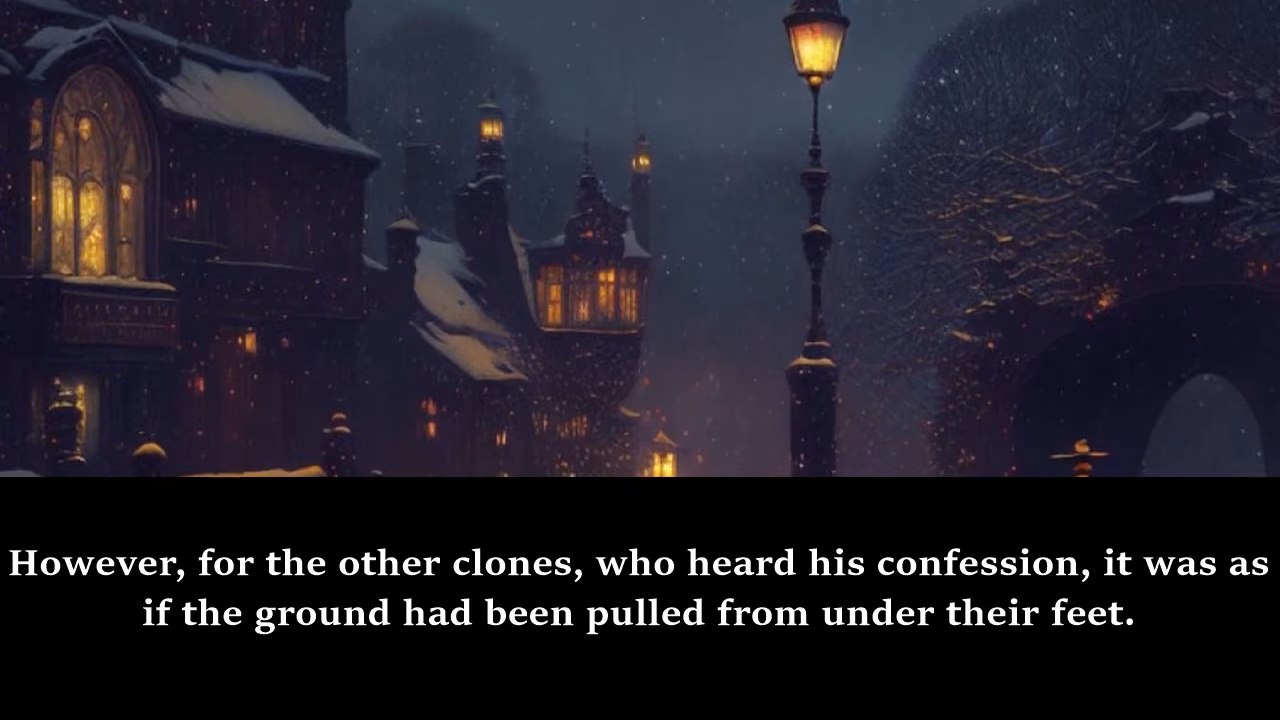 However, for the other clones, who heard his confession, it was as
if the ground had been pulled from under their feet.